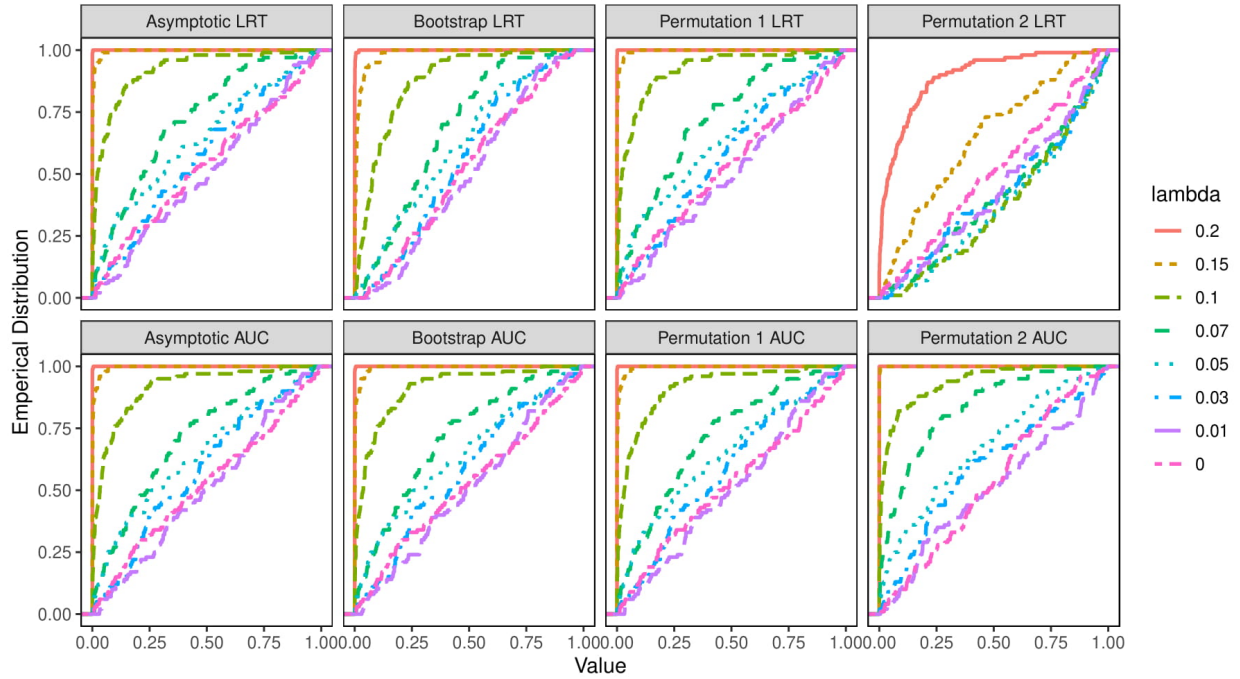 Asymptotic LRT
Bootstrap LRT
Permutation 1 LRT
Permutation 2 LRT
1.00
0.75
0.50
0.25
0.00
Asymptotic AUC
Bootstrap AUC
Permutation 1 AUC
Permutation 2 AUC
1.00
0.75
0.50
0.25
0.00
0.00 0.25 0.50 0.75 1.00
0.00 0.25 0.50 0.75 1.00
0.00 0.25 0.50 0.75 1.00
0.00 0.25 0.50 0.75 1.00
Value
Emperical Distribution
lambda
0.2
0.15
0.1
0.07
0.05
0.03
0.01
0